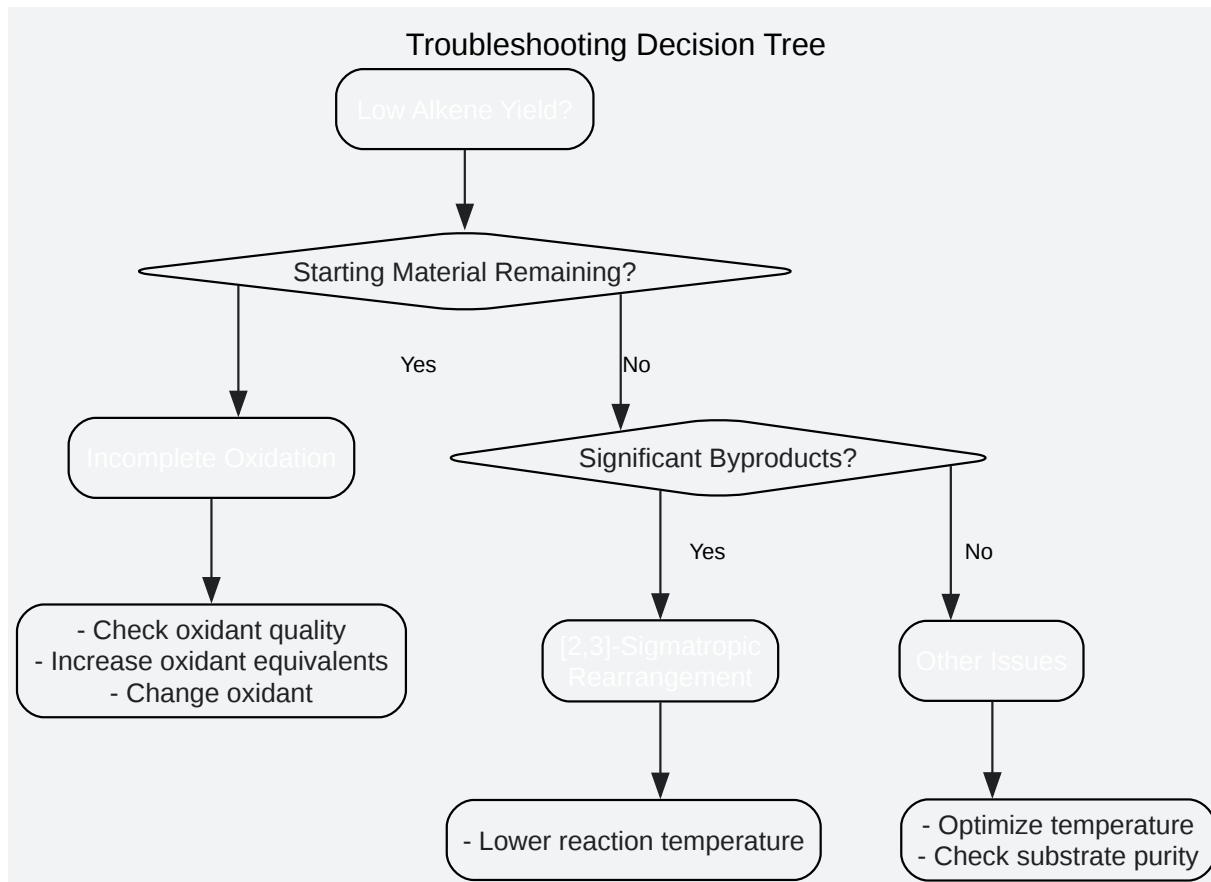 Troubleshooting Decision Tree
Low Alkene Yield?
Starting Material Remaining?
Yes
No
Incomplete Oxidation
Significant Byproducts?
Yes
No
- Check oxidant quality
- Increase oxidant equivalents
- Change oxidant
[2,3]-Sigmatropic
Rearrangement
Other Issues
- Lower reaction temperature
- Optimize temperature
- Check substrate purity